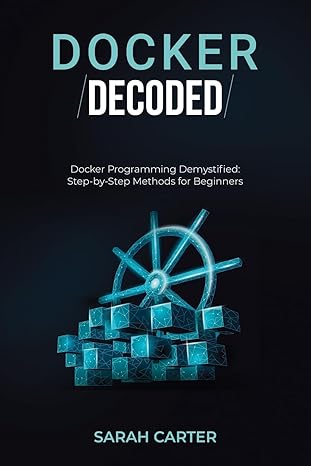 DOCKER
/DECODED/
Docker Programming Demystified:
Step-by-Step Methods for Beginners
SARAH CARTER